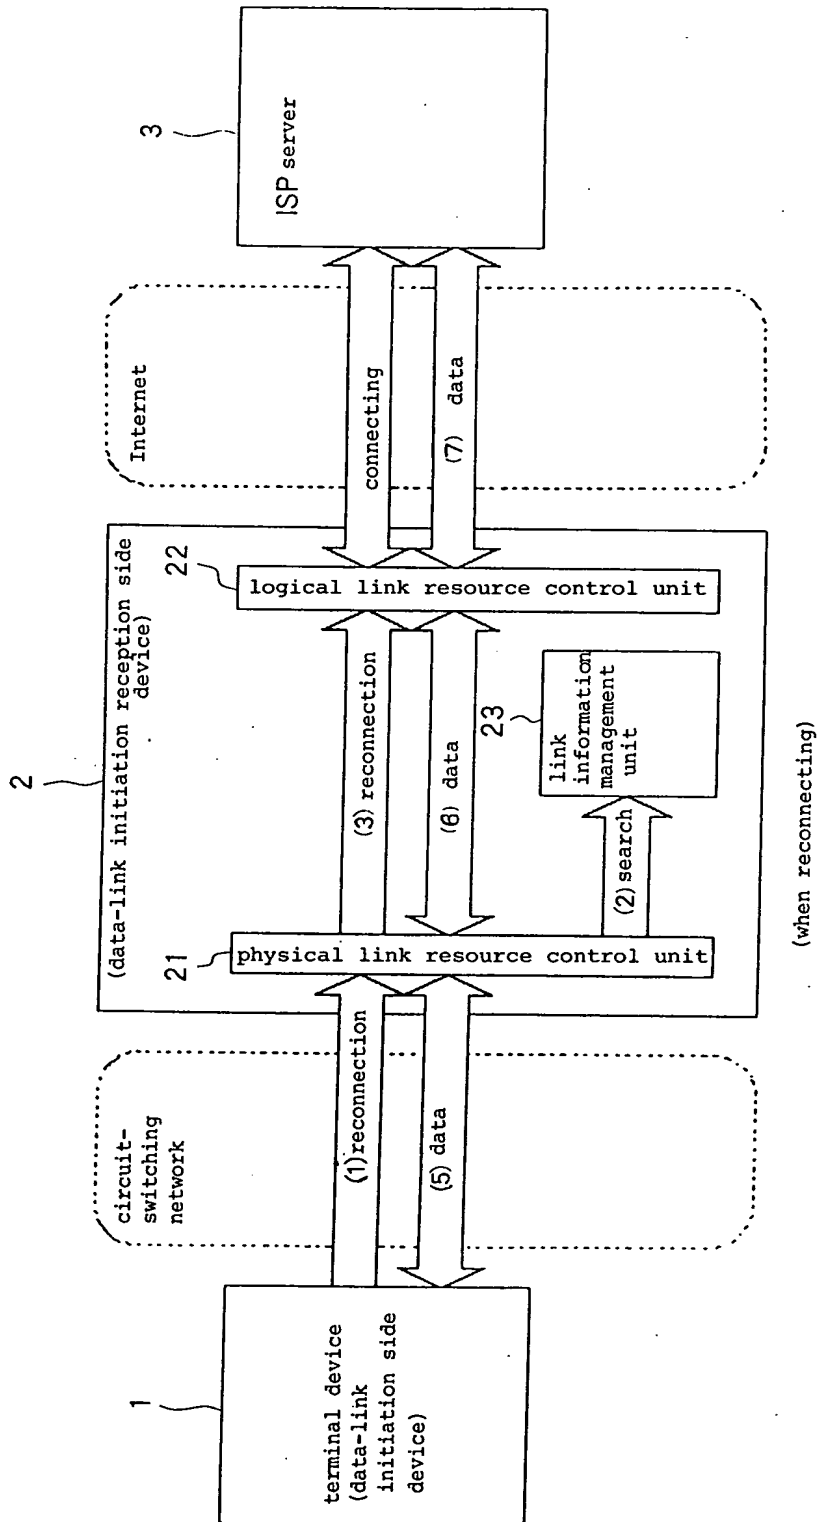 1
terminal device
(data-link
initiation side
device)
circuit-
switching
network
(1)reconnection
(5) data
2
(data-link initiation reception side
device)
21
physical link resource control unit
(3) reconnection
(6) data
(2)search
23
link
information
management
unit
22
logical link resource control unit
Internet
connecting
(7) data
3
ISP server
(when reconnecting)